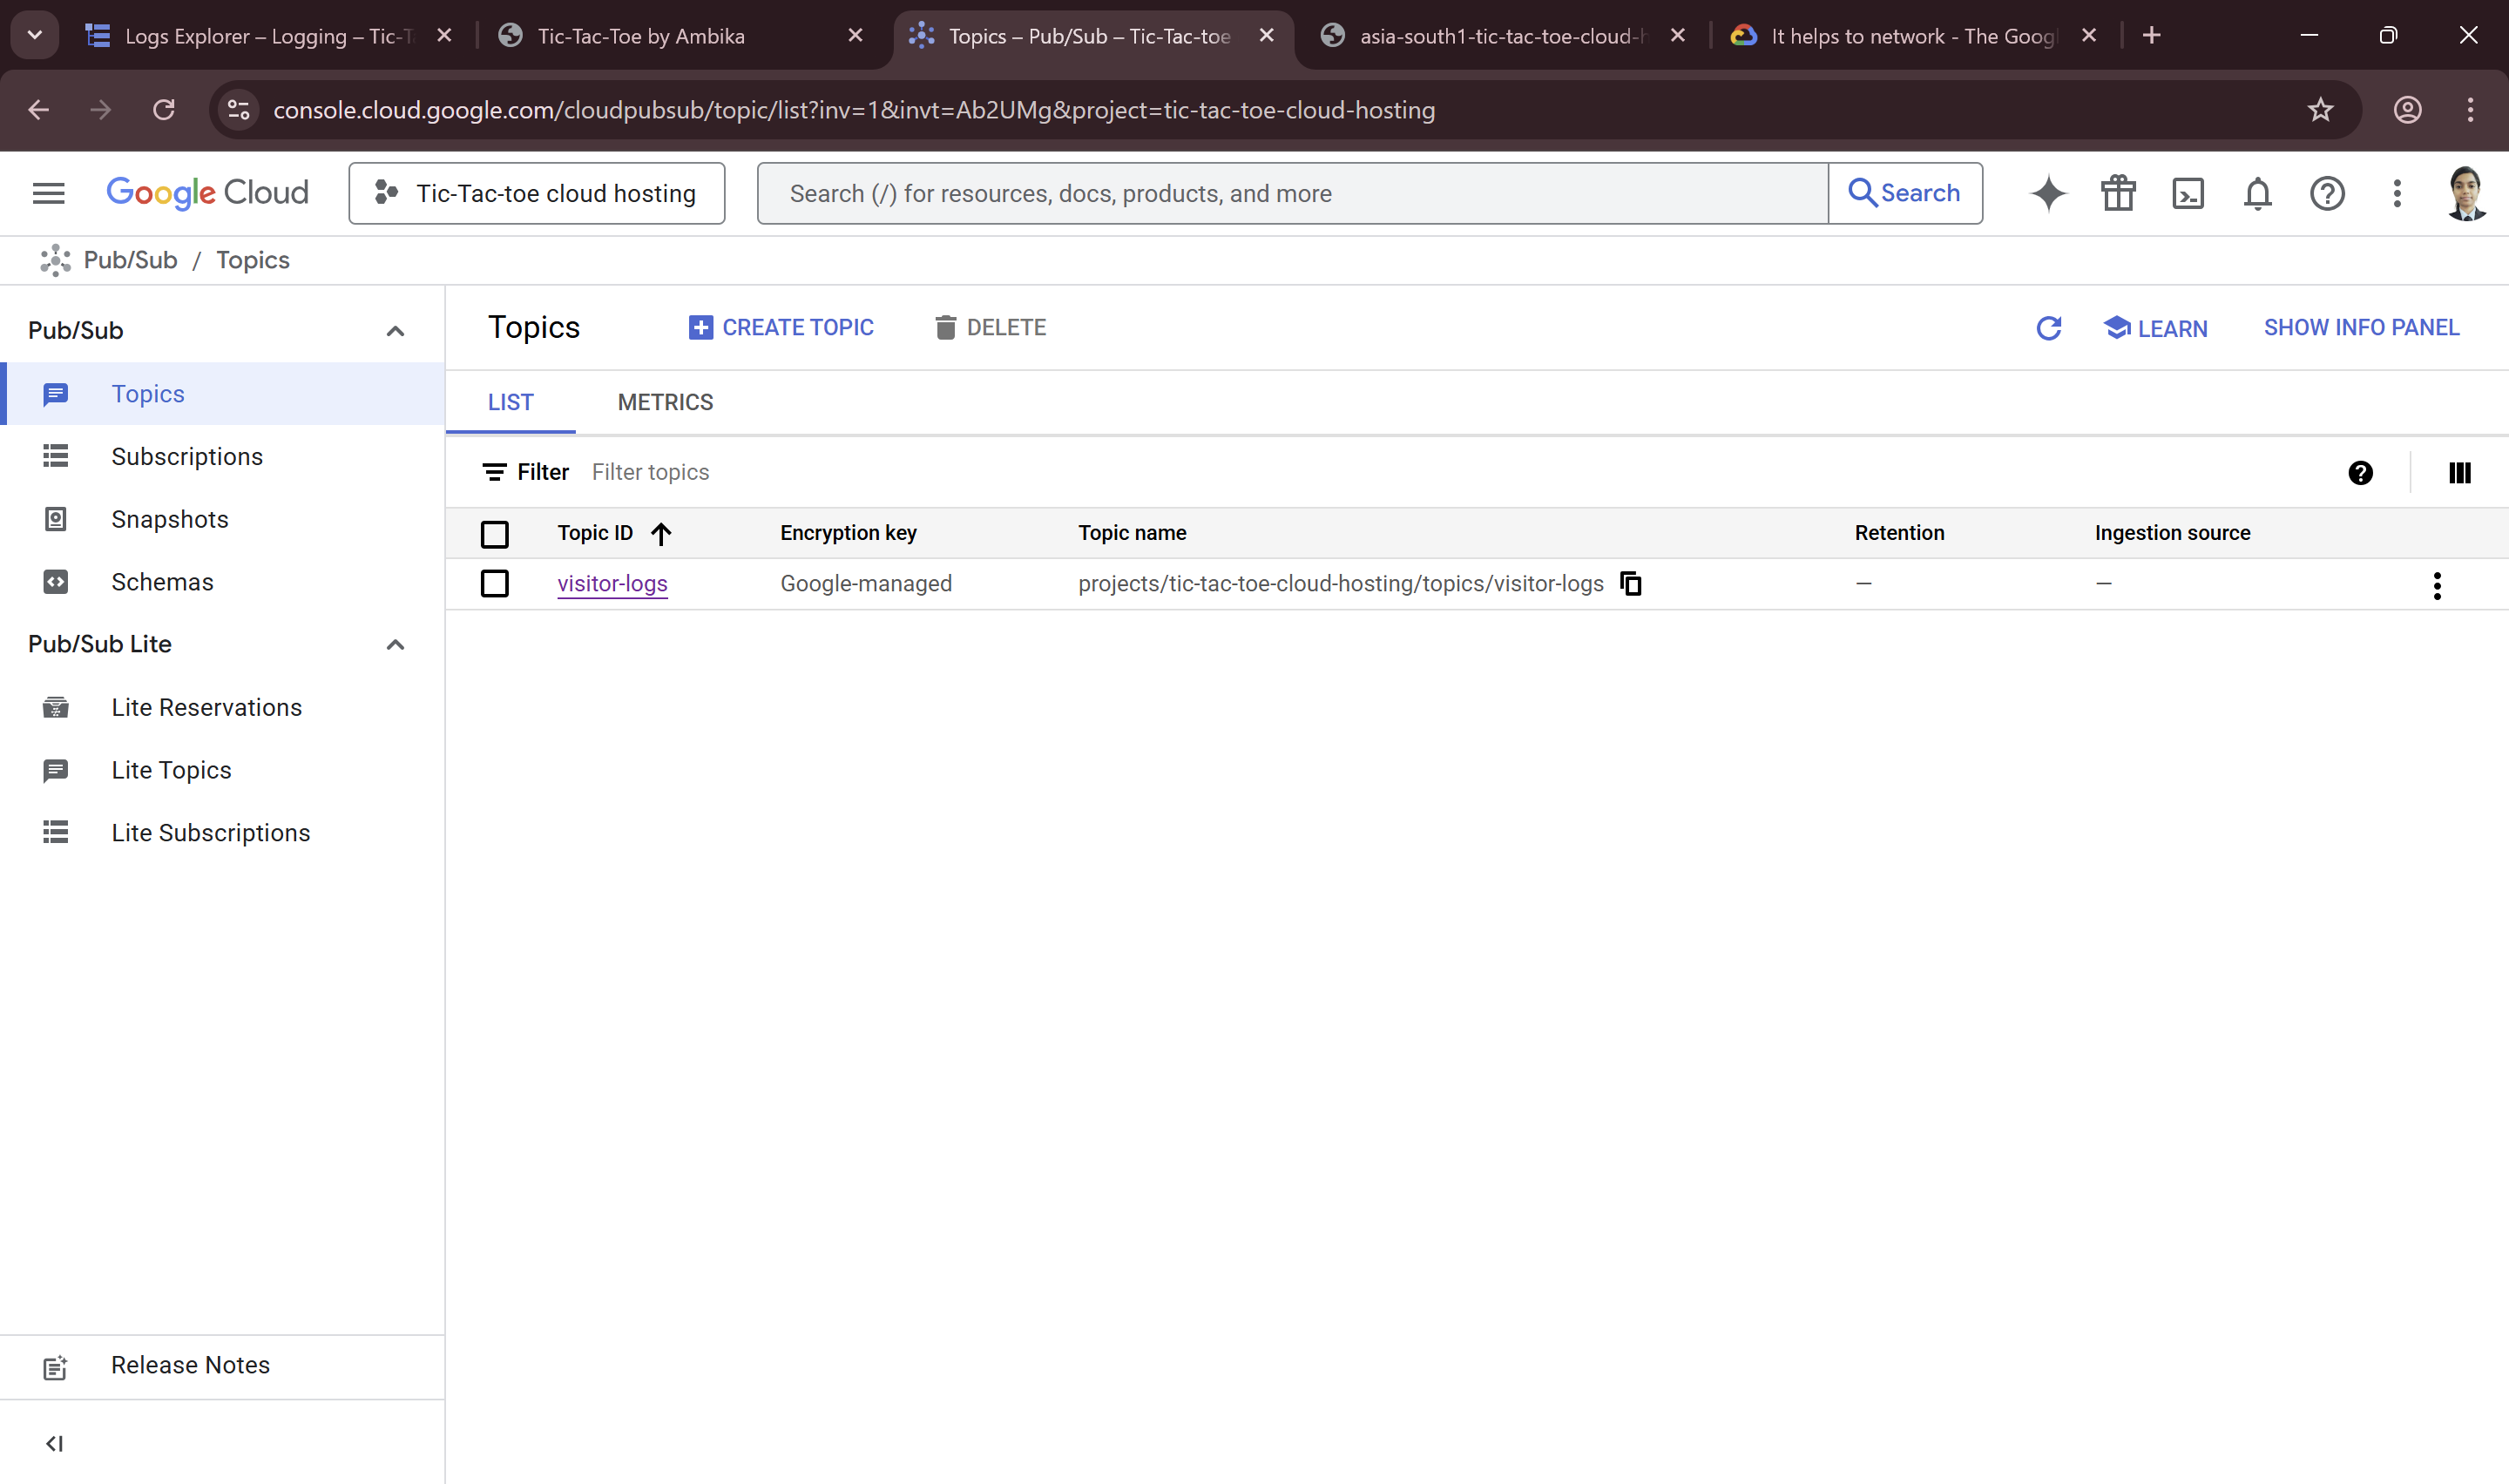 Logs Explorer – Logging – Tic-T
Tic-Tac-Toe by Ambika
Topics – Pub/Sub – Tic-Tac-toe
asia-south1-tic-tac-toe-cloud-h
It helps to network - The Googl
console.cloud.google.com/cloudpubsub/topic/list?inv=1&invt=Ab2UMg&project=tic-tac-toe-cloud-hosting
Google Cloud
Tic-Tac-toe cloud hosting
Search (/) for resources, docs, products, and more
Search
Pub/Sub / Topics
Pub/Sub
Topics
Subscriptions
Snapshots
Schemas
Pub/Sub Lite
Lite Reservations
Lite Topics
Lite Subscriptions
Release Notes
Topics
CREATE TOPIC
DELETE
LEARN
SHOW INFO PANEL
LIST
METRICS
Filter Filter topics
Topic ID Encryption key Topic name Retention Ingestion source
visitor-logs Google-managed projects/tic-tac-toe-cloud-hosting/topics/visitor-logs — —